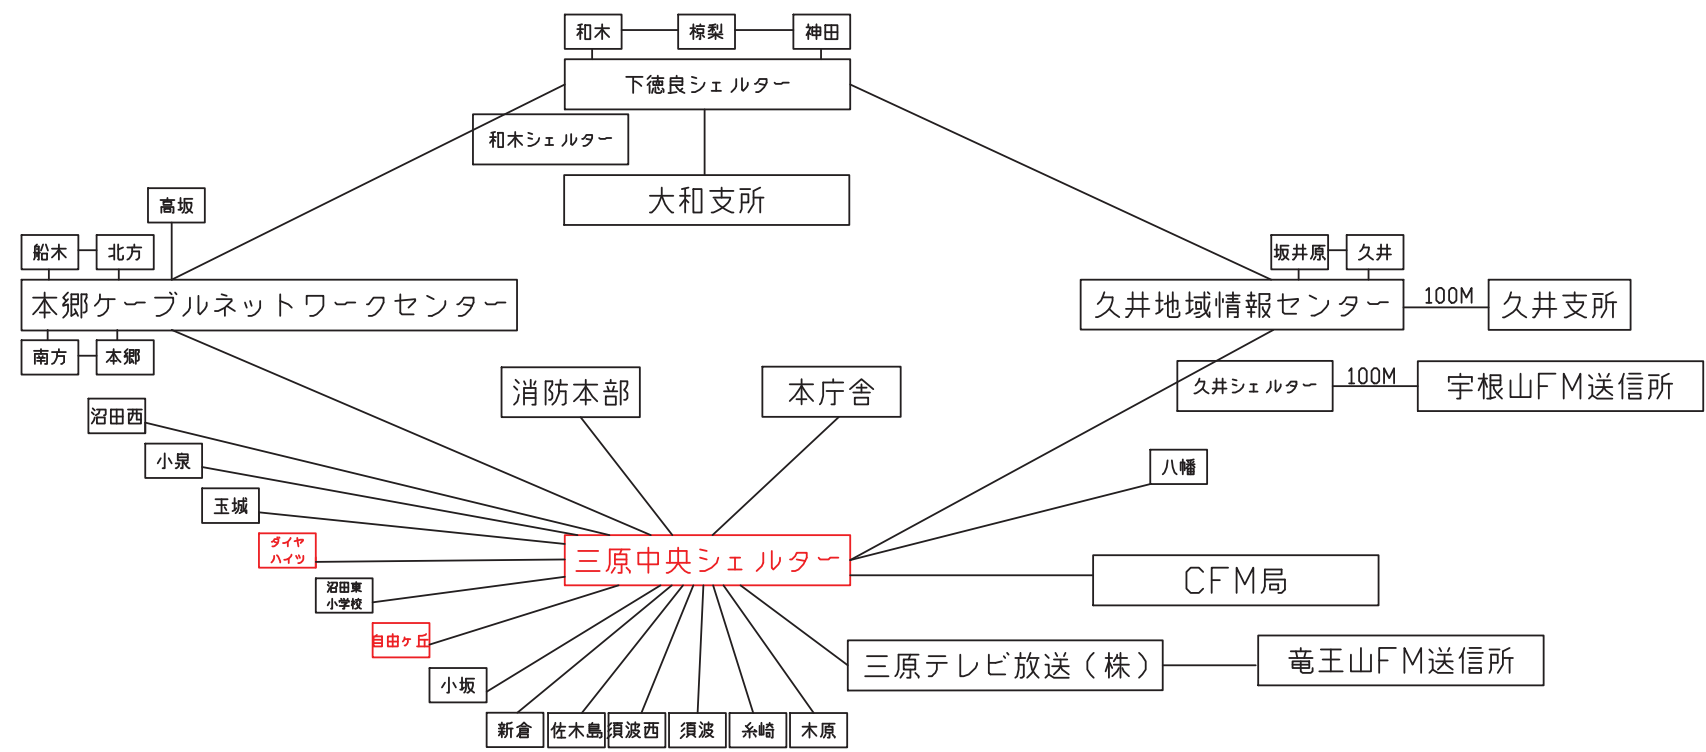 和木
椋梨
神田
下徳良シェルター
和木シェルター
大和支所
高坂
船木
北方
坂井原
久井
本郷ケーブルネットワークセンター
久井地域情報センター
100M
久井支所
南方
本郷
消防本部
本庁舎
久井シェルター
100M
宇根山FM送信所
沼田西
小泉
八幡
玉城
ダイヤ
ハイツ
三原中央シェルター
CFM局
沼田東
小学校
自由ヶ丘
三原テレビ放送(株)
竜王山FM送信所
小坂
新倉
佐木島
須波西
須波
糸崎
木原